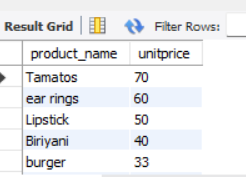 Result Grid Filter Rows:
product_name unitprice
Tamatos 70
ear rings 60
Lipstick 50
Biriyani 40
burger 33